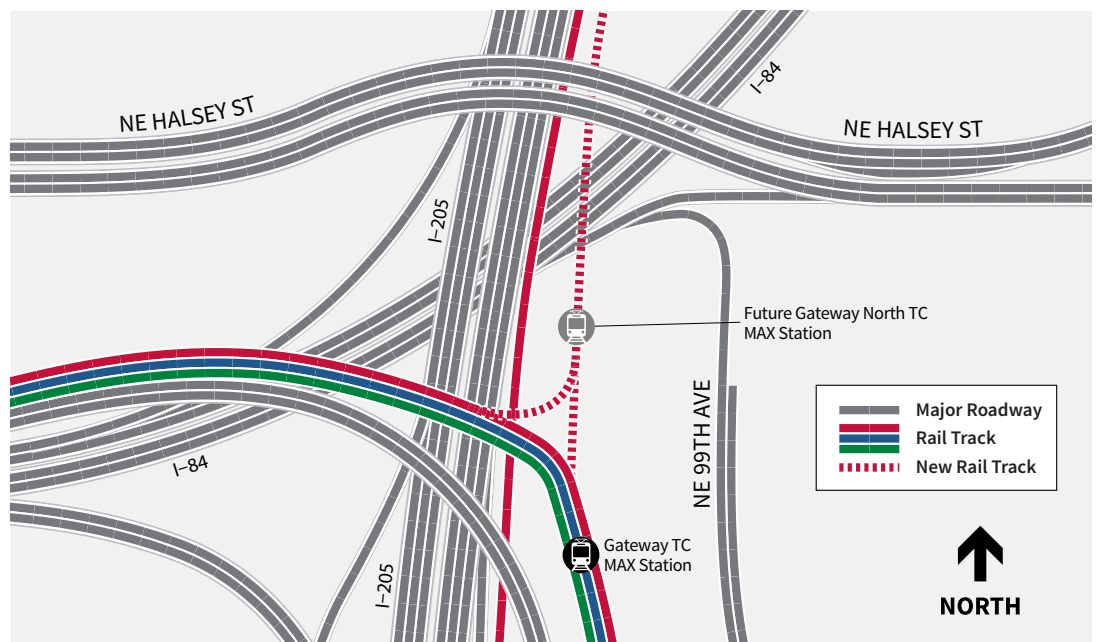 I–84
NE HALSEY ST
NE HALSEY ST
I–205
Future Gateway North TC
MAX Station
NE 99TH AVE
Major Roadway
Rail Track
New Rail Track
I–84
Gateway TC
MAX Station
I–205
NORTH